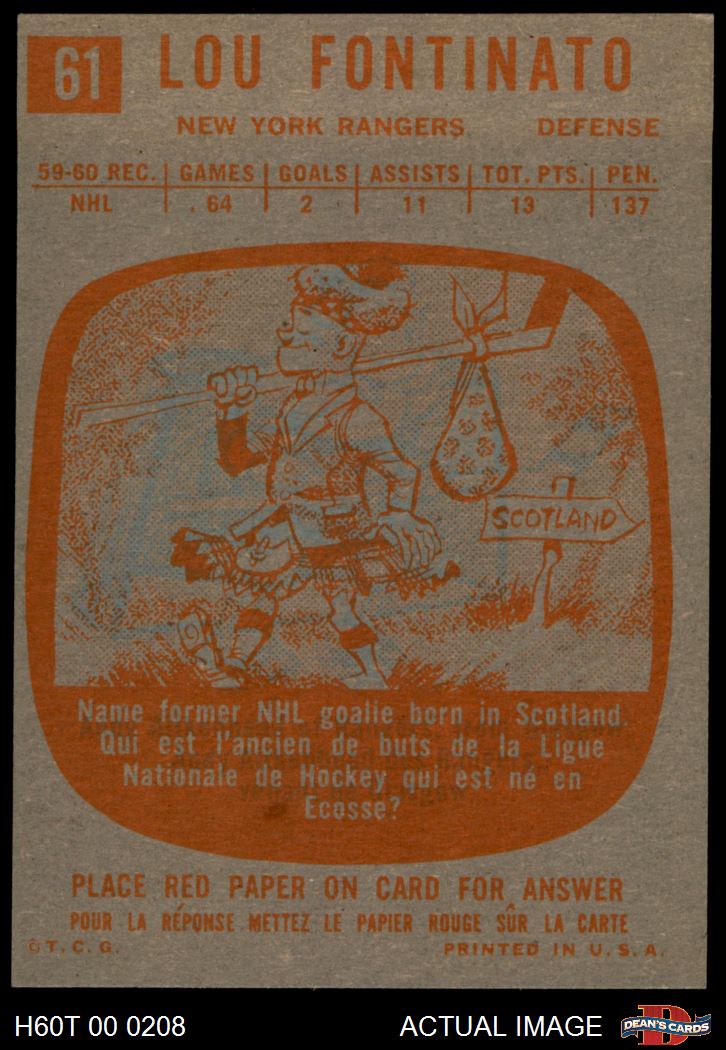 61 LOU FONTINATO
NEW YORK RANGERS DEFENSE
59-60 REC. GAMES GOALS ASSISTS TOT. PTS. PEN.
NHL 64 2 11 13 137
SCOTLAND
Name former NHL goalie born in Scotland.
Qui est l'ancien de buts de la Ligue
Nationale de Hockey qui est né en
Ecosse?
PLACE RED PAPER ON CARD FOR ANSWER
POUR LA RÉPONSE METTEZ LE PAPIER ROUGE SÛR LA CARTE
© T. C. G. PRINTED IN U. S. A.
H60T 00 0208 ACTUAL IMAGE DEAN'S CARDS